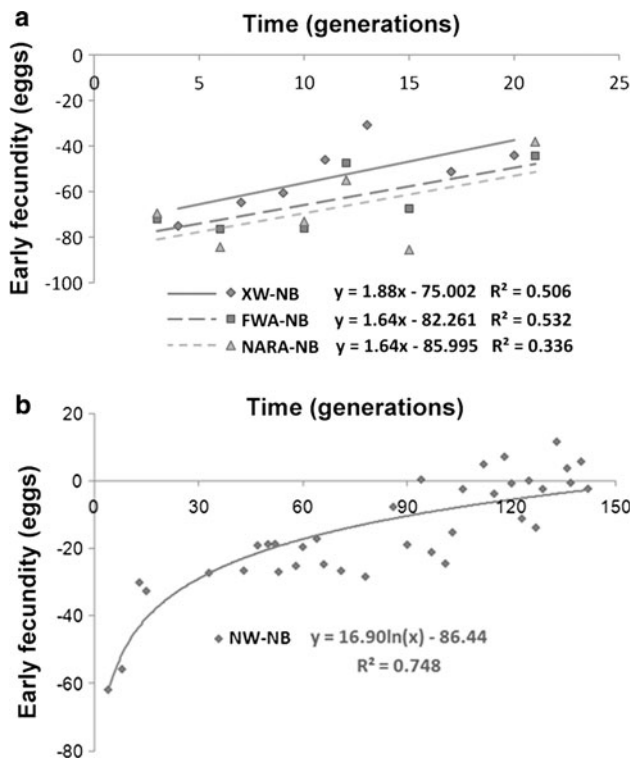 a
Time (generations)
0 5 10 15 20 25
0
-20
-40
-60
-80
-100
Early fecundity (eggs)
XW-NB y = 1.88x - 75.002 R² = 0.506
FWA-NB y = 1.64x - 82.261 R² = 0.532
NARA-NB y = 1.64x - 85.995 R² = 0.336
b
Time (generations)
20
0
-20
-40
-60
-80
0 30 60 90 120 150
Early fecundity (eggs)
NW-NB y = 16.90ln(x) - 86.44
R² = 0.748